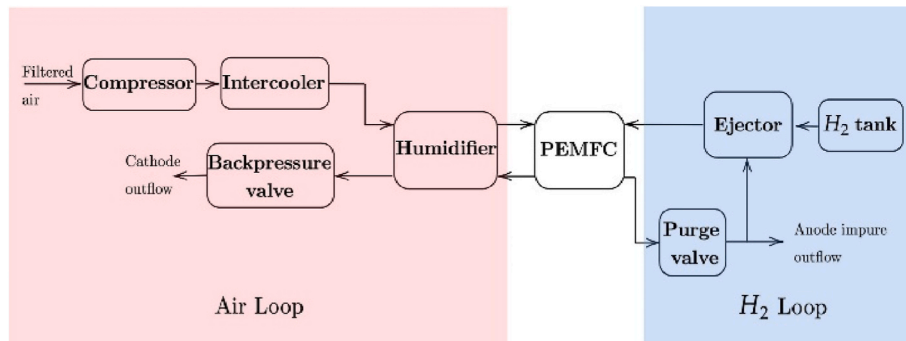 Filtered
air
Compressor
Intercooler
Humidifier
PEMFC
Ejector
H₂ tank
Cathode
outflow
Backpressure
valve
Purge
valve
Anode impure
outflow
Air Loop
H₂ Loop